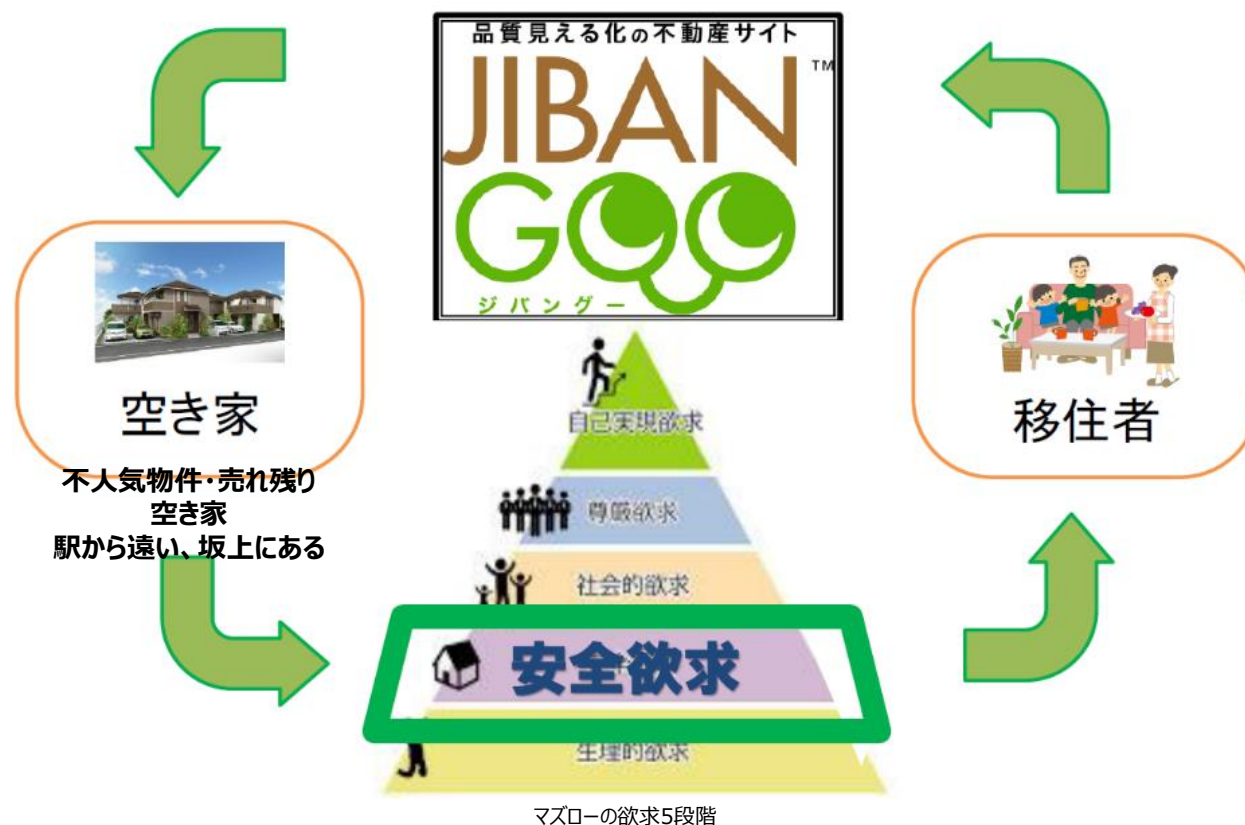 品質見える化の不動産サイト
JIBAN™
Goo
ジバングー
空き家
不人気物件・売れ残り
空き家
駅から遠い、坂上にある
移住者
自己実現欲求
尊厳欲求
社会的欲求
安全欲求
生理的欲求
マズローの欲求5段階